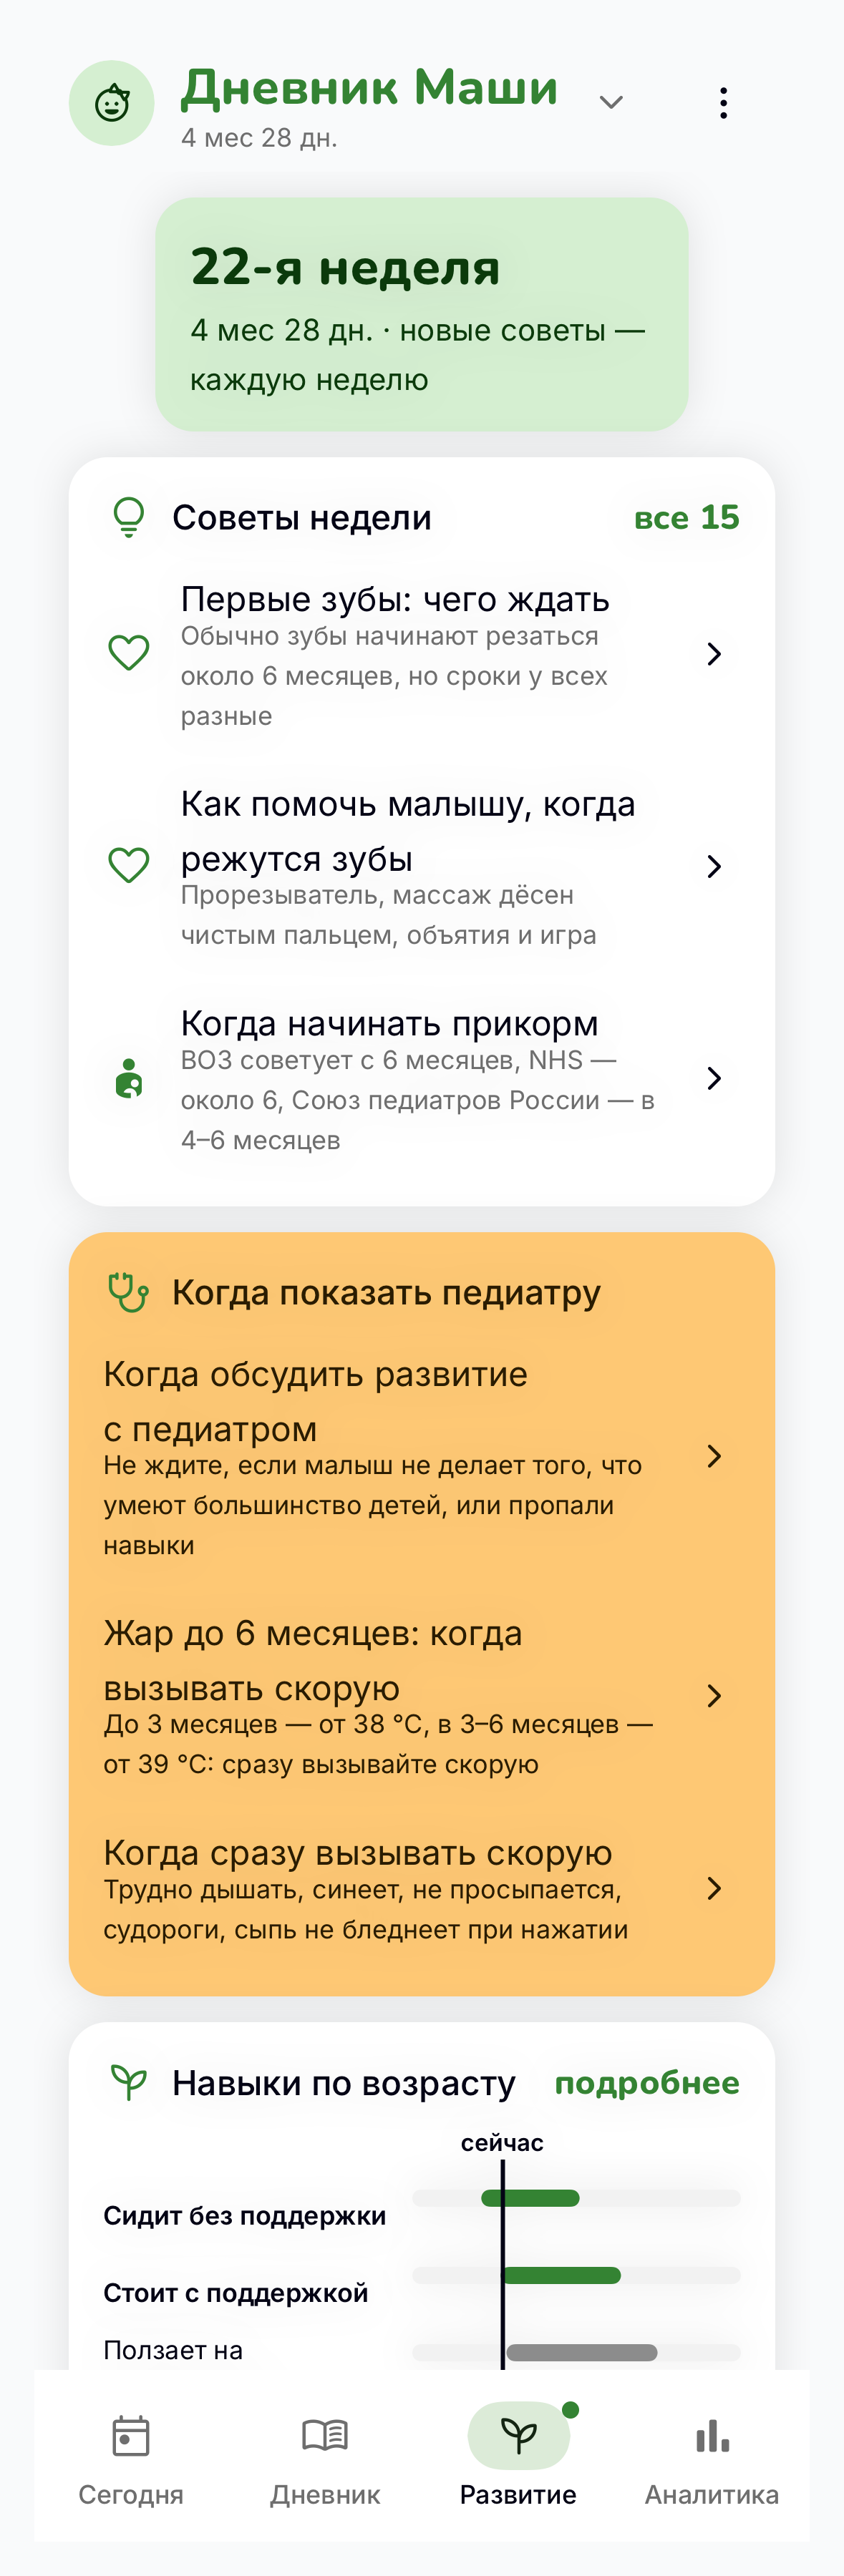 Дневник Маши
4 мес 28 дн.
22-я неделя
4 мес 28 дн. · новые советы —
каждую неделю
Советы недели
все 15
Первые зубы: чего ждать
Обычно зубы начинают резаться
около 6 месяцев, но сроки у всех
разные
Как помочь малышу, когда
режутся зубы
Прорезыватель, массаж дёсен
чистым пальцем, объятия и игра
Когда начинать прикорм
ВОЗ советует с 6 месяцев, NHS —
около 6, Союз педиатров России — в
4–6 месяцев
Когда показать педиатру
Когда обсудить развитие
с педиатром
Не ждите, если малыш не делает того, что
умеют большинство детей, или пропали
навыки
Жар до 6 месяцев: когда
вызывать скорую
До 3 месяцев — от 38 °C, в 3–6 месяцев —
от 39 °C: сразу вызывайте скорую
Когда сразу вызывать скорую
Трудно дышать, синеет, не просыпается,
судороги, сыпь не бледнеет при нажатии
Навыки по возрасту
подробнее
сейчас
Сидит без поддержки
Стоит с поддержкой
Ползает на
Сегодня
Дневник
Развитие
Аналитика